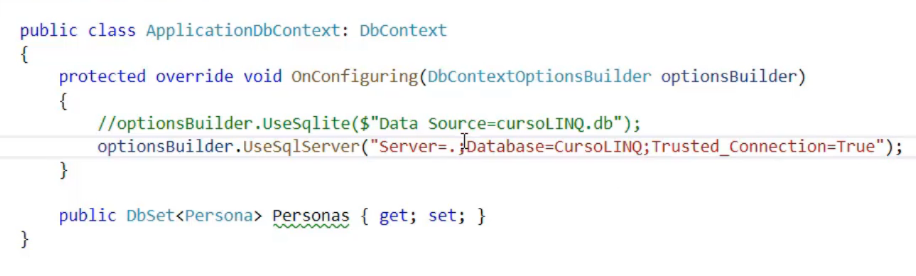 public class ApplicationDbContext: DbContext
{
    protected override void OnConfiguring(DbContextOptionsBuilder optionsBuilder)
    {
        //optionsBuilder.UseSqlite($"Data Source=cursoLINQ.db");
        optionsBuilder.UseSqlServer("Server=.;Database=CursoLINQ;Trusted_Connection=True");
    }
    public DbSet<Persona> Personas { get; set; }
}